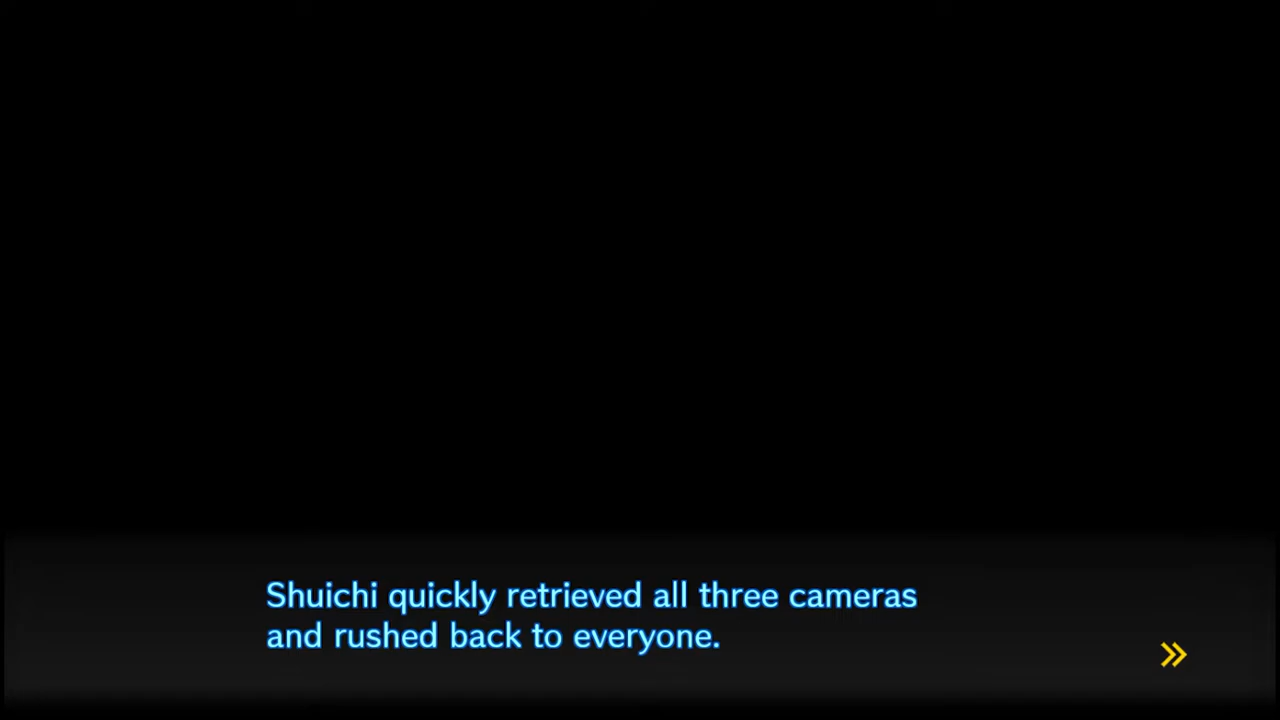 Shuichi quickly retrieved all three cameras
and rushed back to everyone.